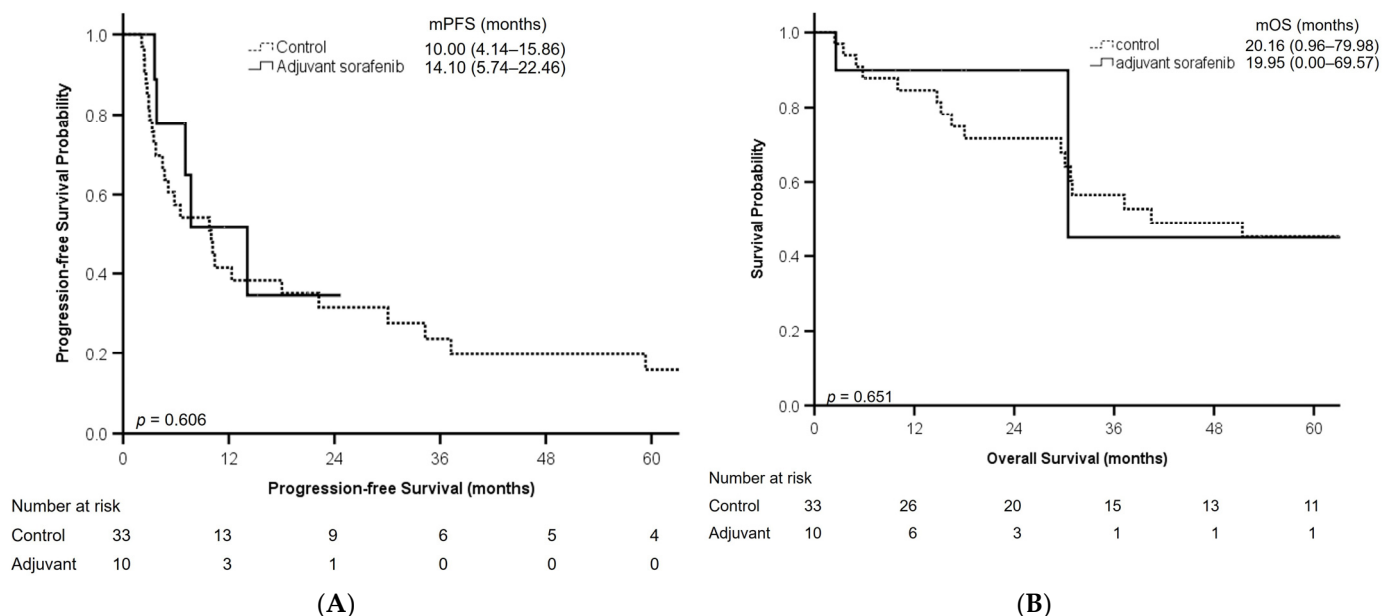 mPFS (months)
Control 10.00 (4.14–15.86)
Adjuvant sorafenib 14.10 (5.74–22.46)
Progression-free Survival Probability
1.0
0.8
0.6
0.4
0.2
0.0
p = 0.606
0 12 24 36 48 60
Progression-free Survival (months)
Number at risk
Control 33 13 9 6 5 4
Adjuvant 10 3 1 0 0 0
(A)
mOS (months)
control 20.16 (0.96–79.98)
adjuvant sorafenib 19.95 (0.00–69.57)
Survival Probability
1.0
0.8
0.6
0.4
0.2
0.0
p = 0.651
0 12 24 36 48 60
Overall Survival (months)
Number at risk
Control 33 26 20 15 13 11
Adjuvant 10 6 3 1 1 1
(B)